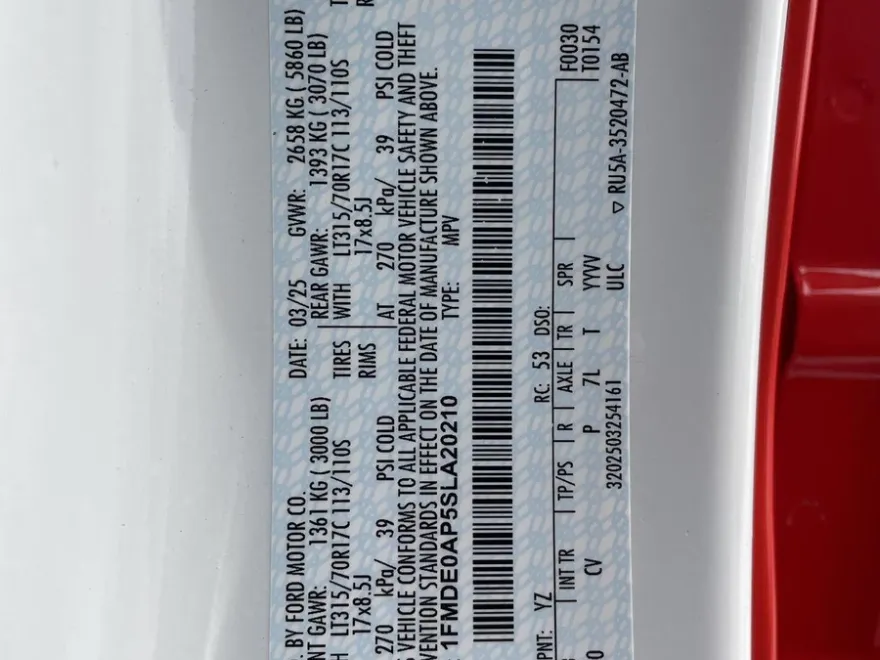 . BY FORD MOTOR CO.
DATE: 03/25 GVWR: 2658 KG ( 5860 LB)
NT GAWR: 1361 KG ( 3000 LB)
REAR GAWR: 1393 KG ( 3070 LB)
H LT315/70R17C 113/110S
TIRES WITH LT315/70R17C 113/110S
17x8.5J
RIMS 17x8.5J
270 kPa/ 39 PSI COLD
AT 270 kPa/ 39 PSI COLD
S VEHICLE CONFORMS TO ALL APPLICABLE FEDERAL MOTOR VEHICLE SAFETY AND THEFT
VENTION STANDARDS IN EFFECT ON THE DATE OF MANUFACTURE SHOWN ABOVE.
: 1FMDE0AP5SLA20210 TYPE: MPV
PNT: YZ RC: 53 DSO:
F0030
INT TR TP/PS R AXLE TR SPR
T0154
0 CV P 7L T YYVV
3202503254161 ULC ▽ RU5A-3520472-AB